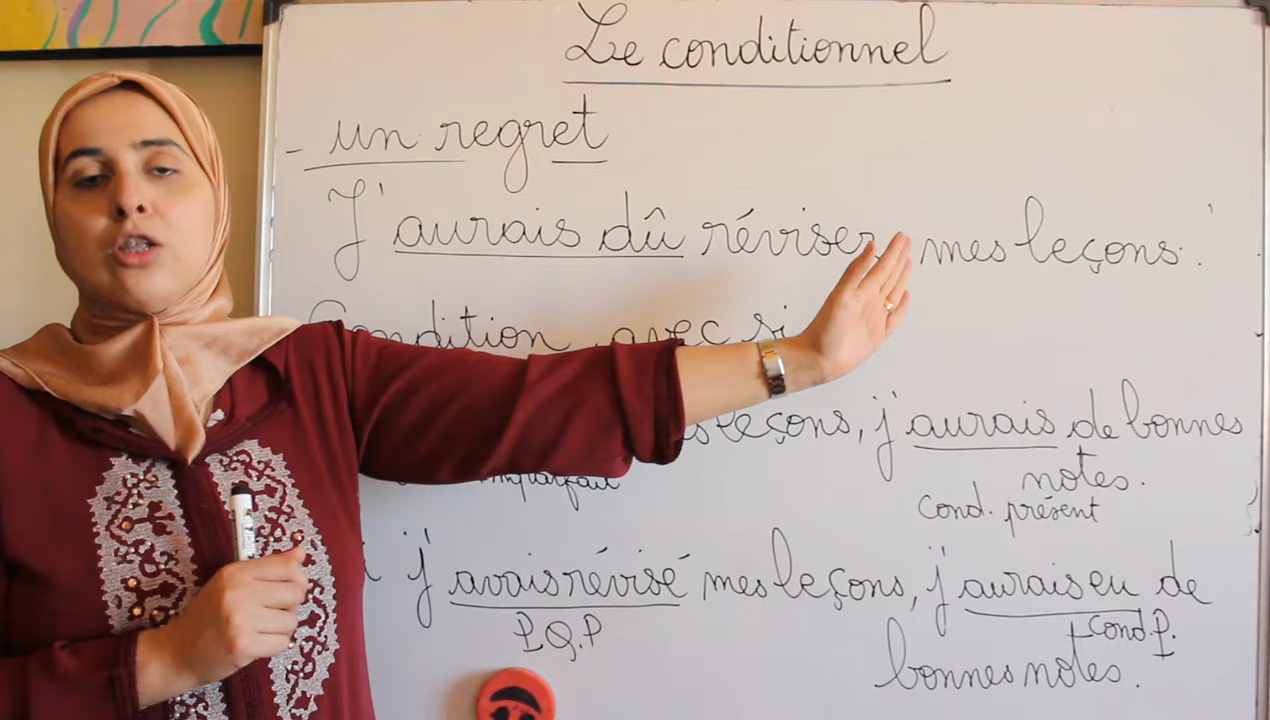 Le conditionnel
- un regret
J'aurais dû réviser mes leçons.
Condition avec si
leçons, j'aurais de bonnes
notes.
imparfait
cond. présent
j'avais révisé mes leçons, j'aurais eu de
P.Q.P
cond.P.
bonnes notes.